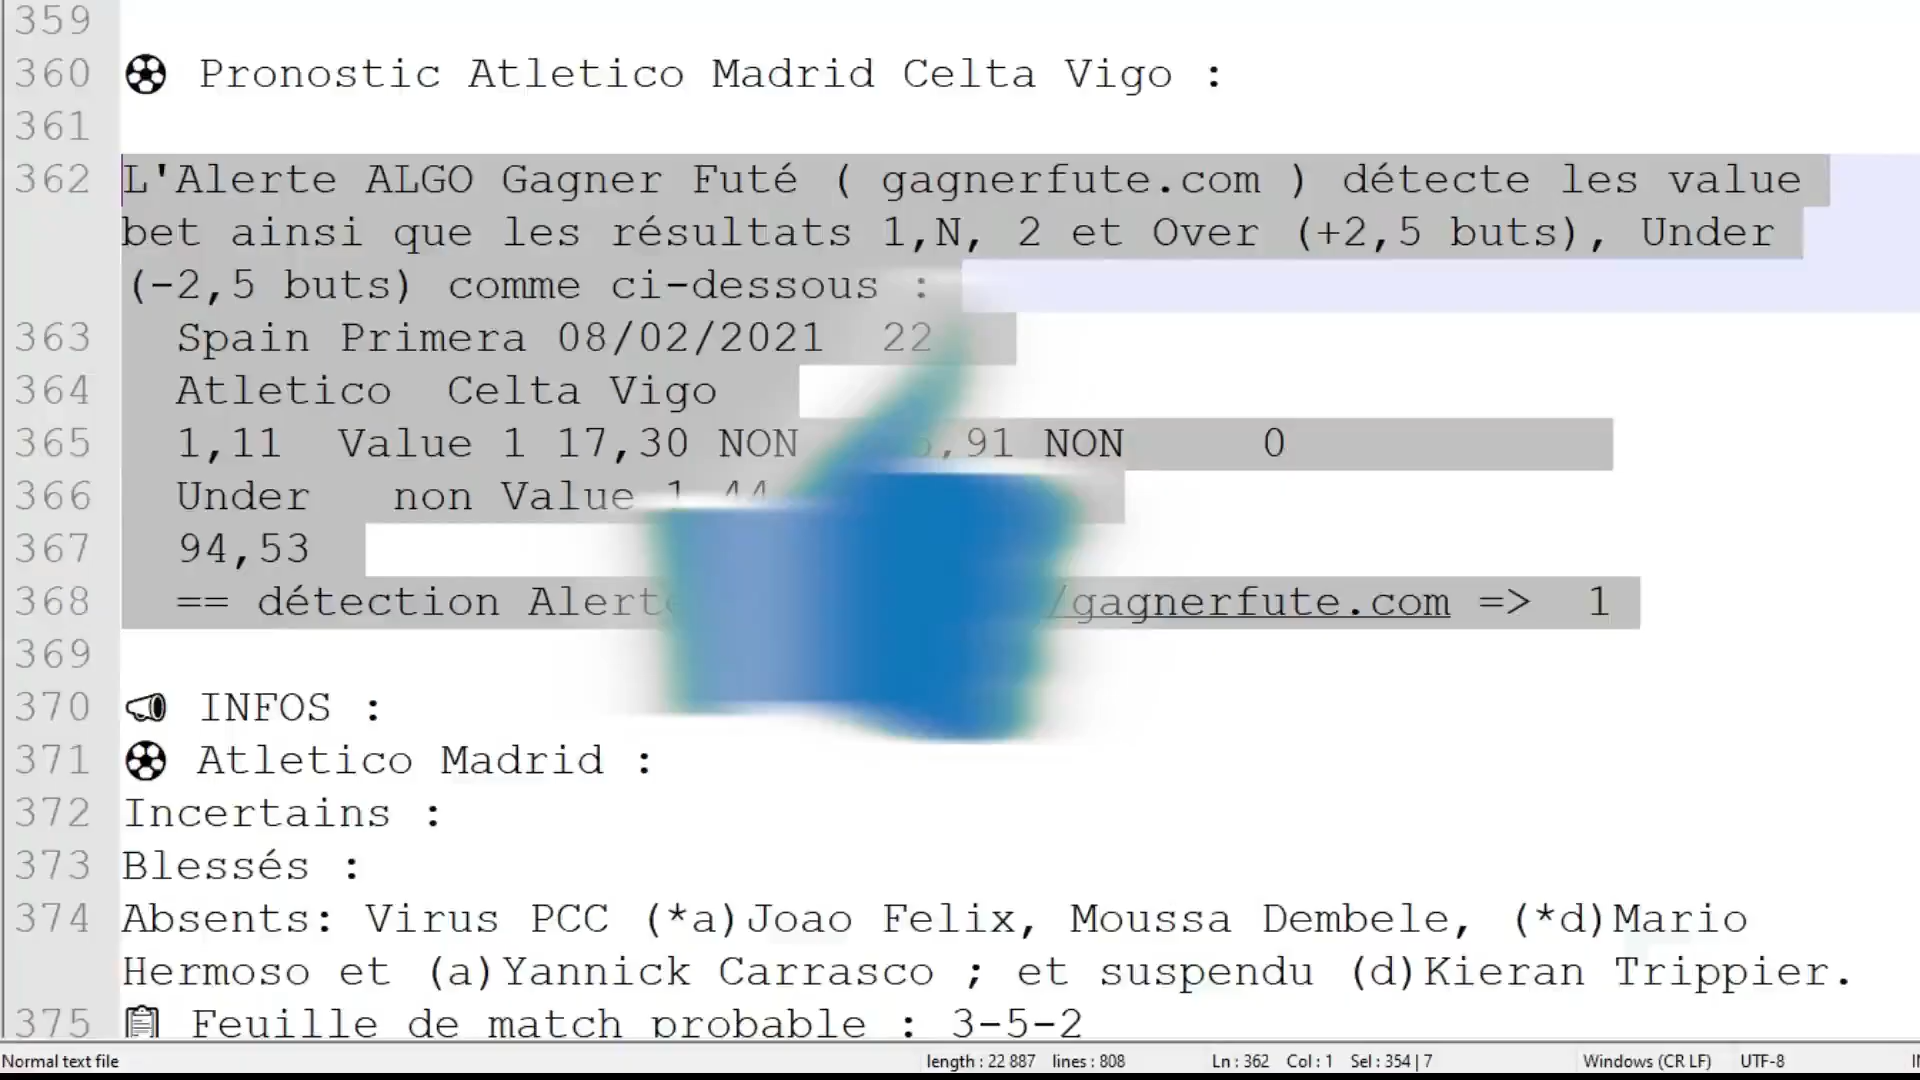 359
360 ⚽ Pronostic Atletico Madrid Celta Vigo :
361
362 L'Alerte ALGO Gagner Futé ( gagnerfute.com ) détecte les value
bet ainsi que les résultats 1,N, 2 et Over (+2,5 buts), Under
(-2,5 buts) comme ci-dessous :
363 Spain Primera 08/02/2021 22
364 Atletico Celta Vigo
365 1,11 Value 1 17,30 NON ,91 NON 0
366 Under non Value 1,44
367 94,53
368 == détection Alerte /gagnerfute.com => 1
369
370 📢 INFOS :
371 ⚽ Atletico Madrid :
372 Incertains :
373 Blessés :
374 Absents: Virus PCC (*a)Joao Felix, Moussa Dembele, (*d)Mario
Hermoso et (a)Yannick Carrasco ; et suspendu (d)Kieran Trippier.
375 📋 Feuille de match probable : 3-5-2
Normal text file length : 22 887 lines : 808 Ln : 362 Col : 1 Sel : 354 | 7 Windows (CR LF) UTF-8